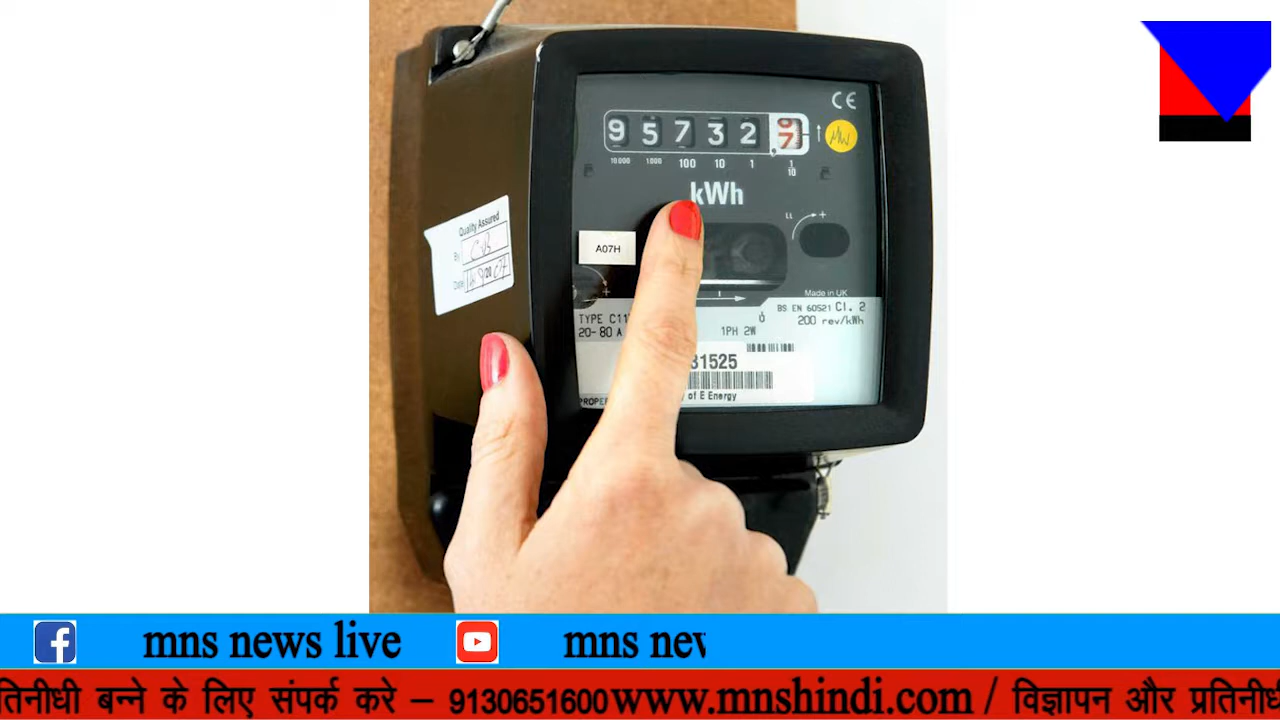 CE
9 5 7 3 2 7
10.000 1.000 100 10 1 1/10
kWh
LL +
Quality Assured
By
Date
A07H
Made in UK
BS EN 60521 Cl. 2
200 rev/kWh
TYPE C11
20-80 A
1PH 2W
31525
PROPE of E Energy
mns news live mns nev
तिनीधी बन्ने के लिए संपर्क करे – 9130651600 www.mnshindi.com / विज्ञापन और प्रतिनीधी